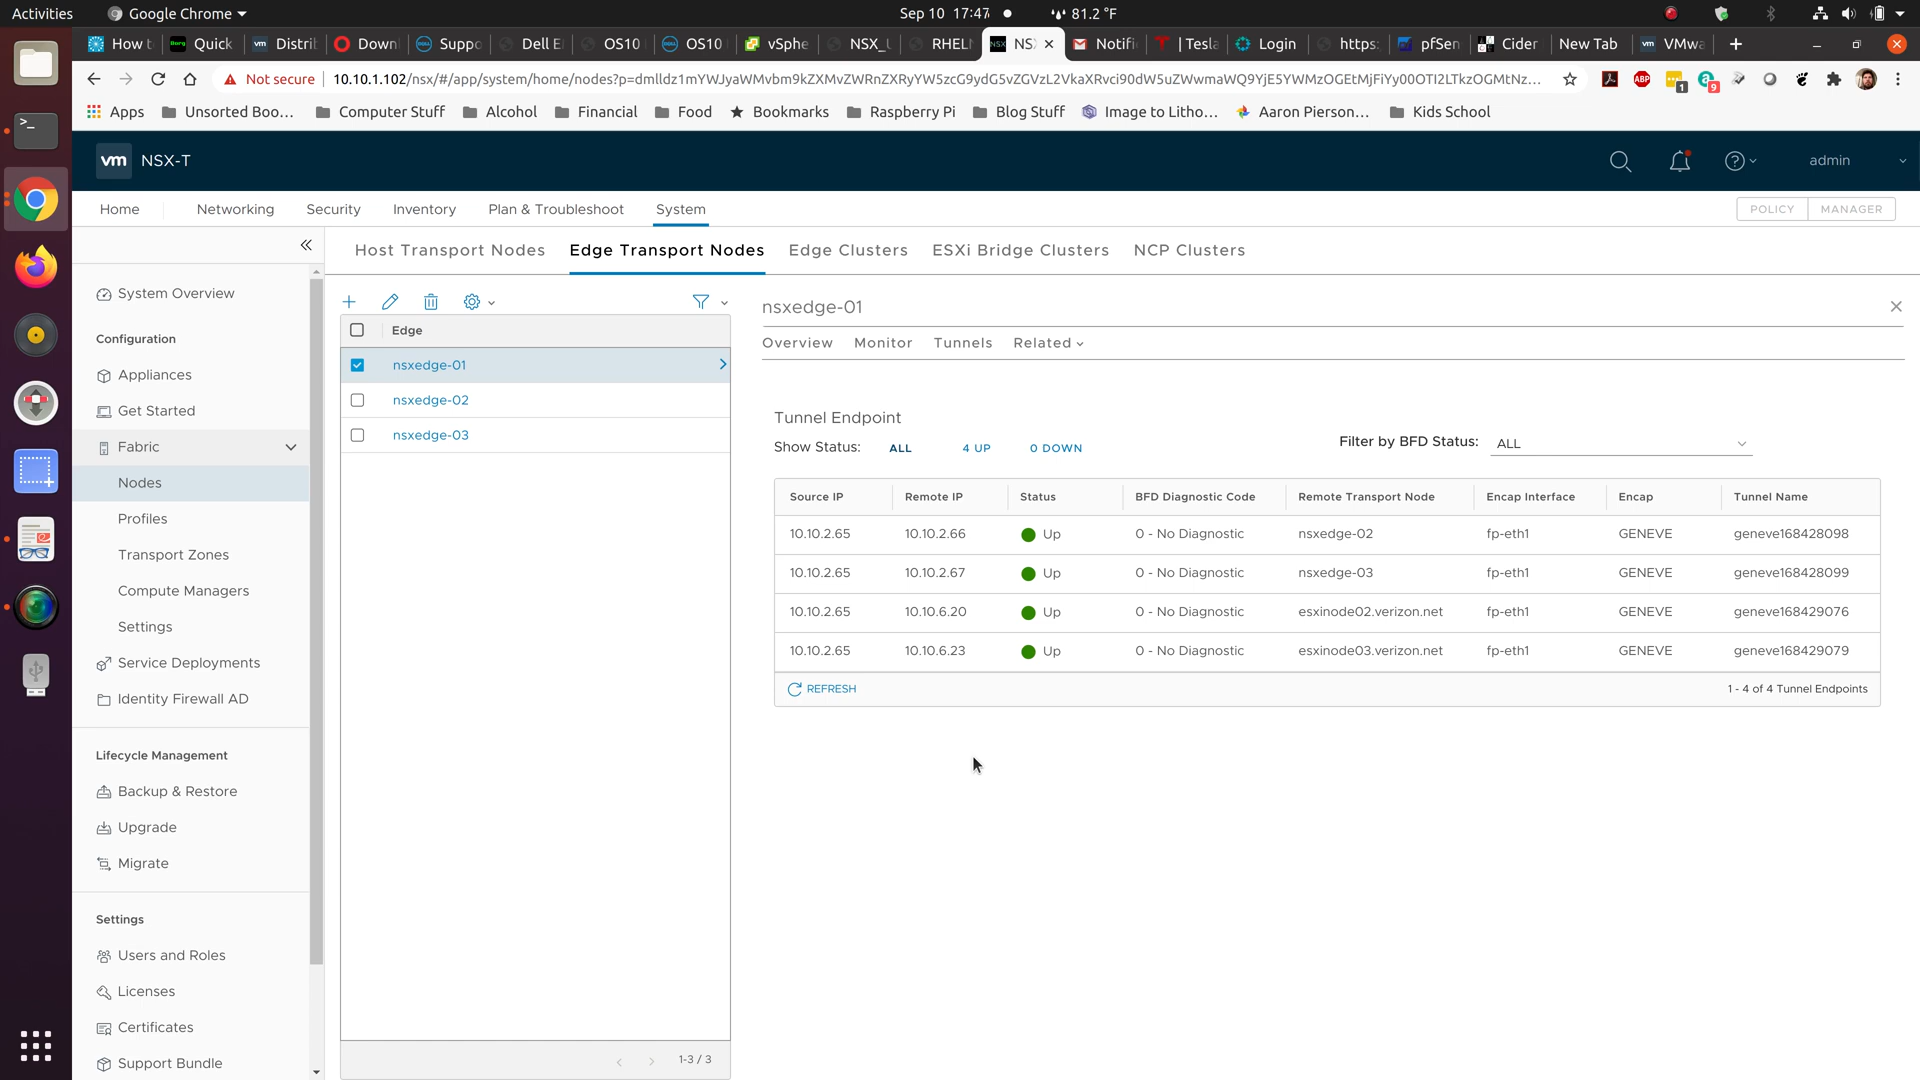 Activities
Google Chrome
Sep 10 17:47
81.2 °F
How t
Quick
Distrib
Down
Suppo
Dell E
OS10
OS10
vSphe
NSX_U
RHEL
NS
Notifi
| Tesla
Login
https:
pfSen
Cider
New Tab
VMwa
Not secure
10.10.1.102/nsx/#/app/system/home/nodes?p=dmlldz1mYWJyaWMvbm9kZXMvZWRnZXRyYW5zcG9ydG5vZGVzL2VkaXRvci90dW5uZWwmaWQ9YjE5YWMzOGEtMjFiYy00OTI2LTkzOGMtNz...
Apps
Unsorted Boo...
Computer Stuff
Alcohol
Financial
Food
Bookmarks
Raspberry Pi
Blog Stuff
Image to Litho...
Aaron Pierson...
Kids School
vm NSX-T
admin
Home
Networking
Security
Inventory
Plan & Troubleshoot
System
POLICY
MANAGER
System Overview
Configuration
Appliances
Get Started
Fabric
Nodes
Profiles
Transport Zones
Compute Managers
Settings
Service Deployments
Identity Firewall AD
Lifecycle Management
Backup & Restore
Upgrade
Migrate
Settings
Users and Roles
Licenses
Certificates
Support Bundle
Host Transport Nodes
Edge Transport Nodes
Edge Clusters
ESXi Bridge Clusters
NCP Clusters
Edge
nsxedge-01
nsxedge-02
nsxedge-03
1-3 / 3
nsxedge-01
Overview
Monitor
Tunnels
Related
Tunnel Endpoint
Show Status: ALL 4 UP 0 DOWN
Filter by BFD Status: ALL
Source IP Remote IP Status BFD Diagnostic Code Remote Transport Node Encap Interface Encap Tunnel Name
10.10.2.65 10.10.2.66 Up 0 - No Diagnostic nsxedge-02 fp-eth1 GENEVE geneve168428098
10.10.2.65 10.10.2.67 Up 0 - No Diagnostic nsxedge-03 fp-eth1 GENEVE geneve168428099
10.10.2.65 10.10.6.20 Up 0 - No Diagnostic esxinode02.verizon.net fp-eth1 GENEVE geneve168429076
10.10.2.65 10.10.6.23 Up 0 - No Diagnostic esxinode03.verizon.net fp-eth1 GENEVE geneve168429079
REFRESH
1 - 4 of 4 Tunnel Endpoints